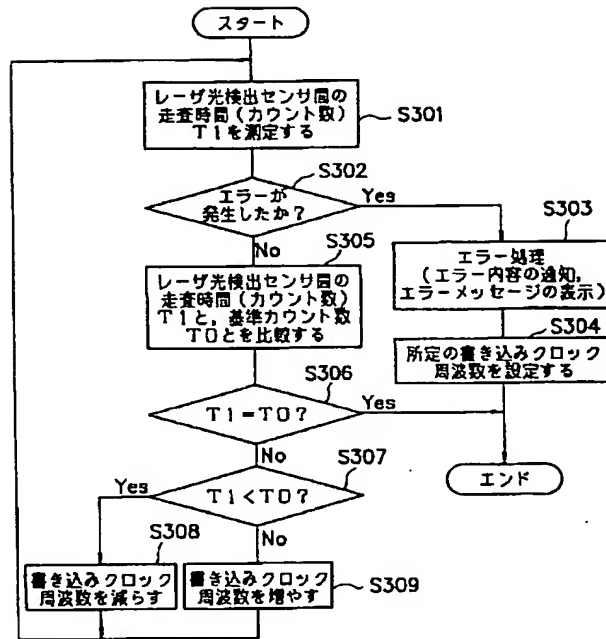 スタート
レーザ光検出センサ間の
走査時間(カウント数)
T1を測定する
S301
S302
エラーが
発生したか?
Yes
No
S303
エラー処理
(エラー内容の通知,
エラーメッセージの表示)
S304
所定の書き込みクロック
周波数を設定する
S305
レーザ光検出センサ間の
走査時間(カウント数)
T1と,基準カウント数
T0とを比較する
S306
T1=T0?
Yes
No
エンド
S307
T1<T0?
Yes
No
S308
書き込みクロック
周波数を減らす
書き込みクロック
周波数を増やす
S309